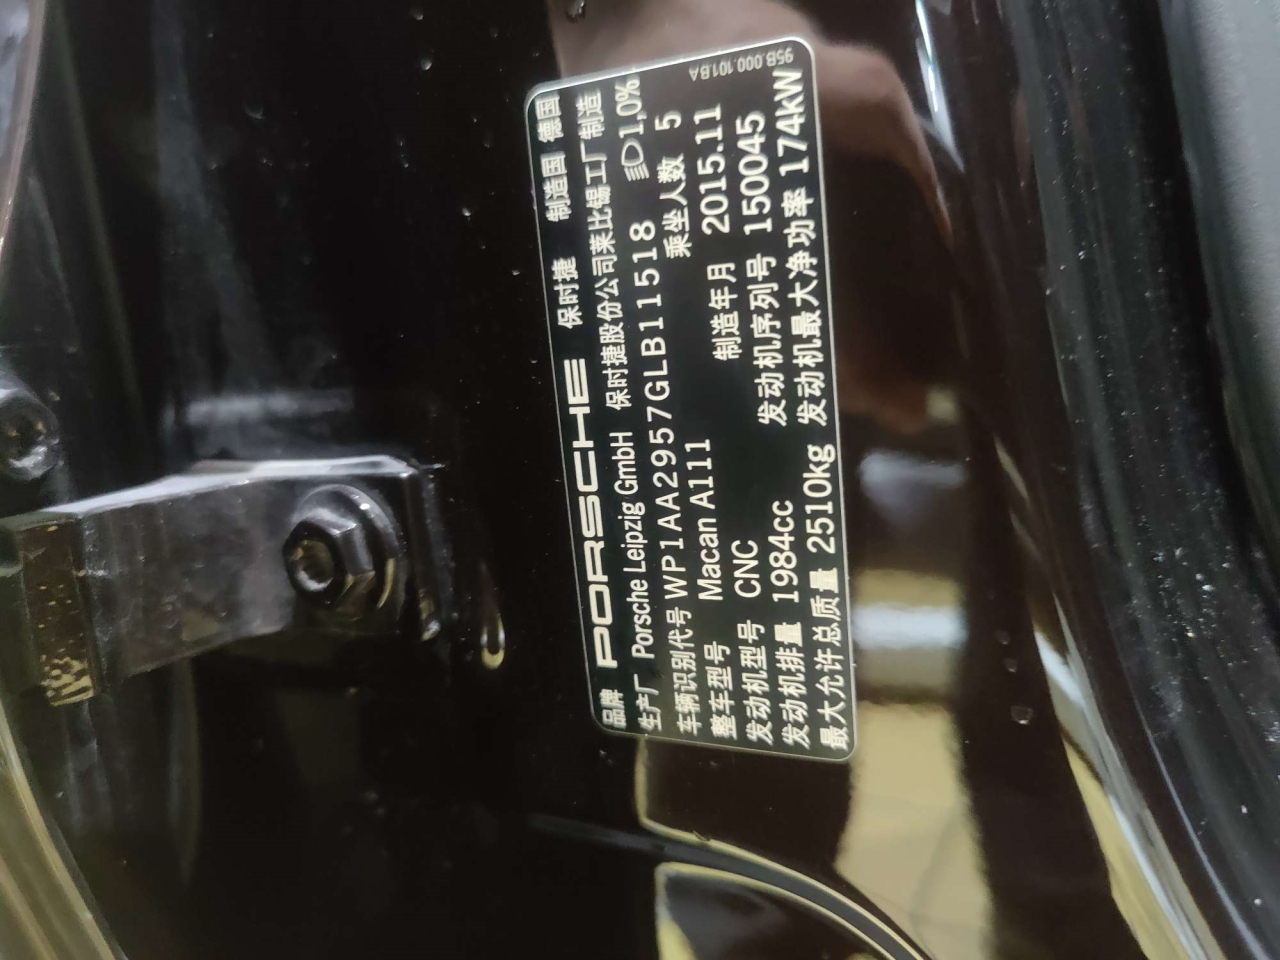 95B.000.101.BA
品牌 PORSCHE 保时捷 制造国 德国
生产厂 Porsche Leipzig GmbH 保时捷股份公司莱比锡工厂制造
车辆识别代号 WP1AA2957GLB11518 1,0%
整车型号 Macan A111 乘坐人数 5
发动机型号 CNC 制造年月 2015.11
发动机排量 1984cc 发动机序列号 150045
最大允许总质量 2510kg 发动机最大净功率 174kW